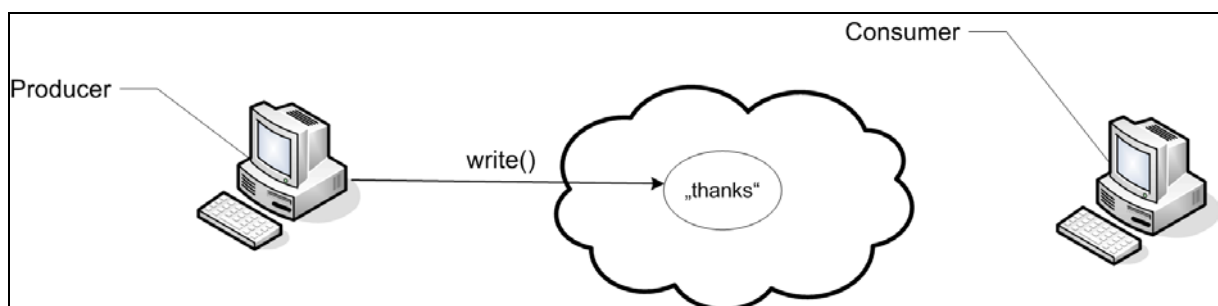 Consumer
Producer
write()
„thanks“